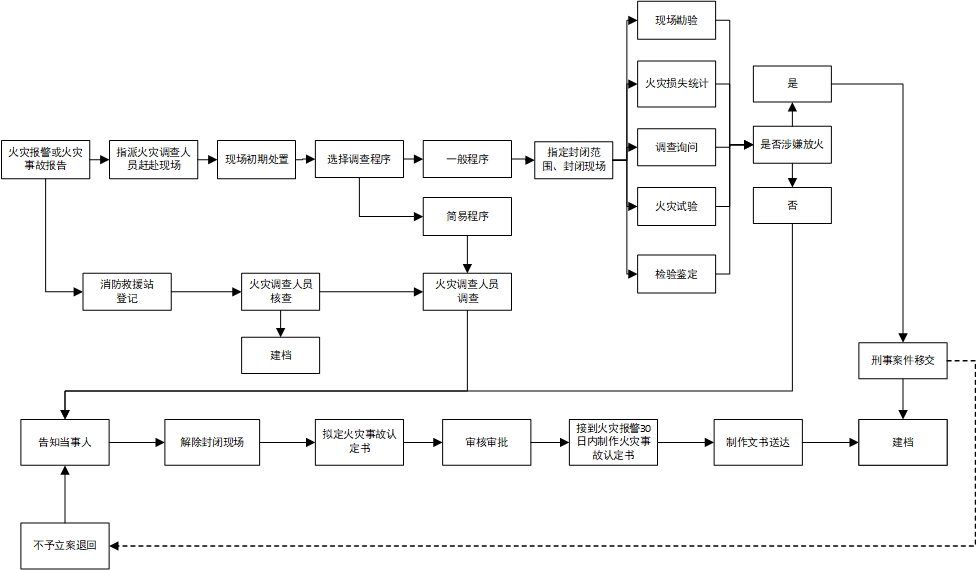 现场勘验
火灾损失统计
是
火灾报警或火灾
事故报告
指派火灾调查人
员赶赴现场
现场初期处置
选择调查程序
一般程序
指定封闭范
围、封闭现场
调查询问
是否涉嫌放火
简易程序
火灾试验
否
检验鉴定
消防救援站
登记
火灾调查人员
核查
火灾调查人员
调查
建档
刑事案件移交
告知当事人
解除封闭现场
拟定火灾事故认
定书
审核审批
接到火灾报警30
日内制作火灾事
故认定书
制作文书送达
建档
不予立案退回